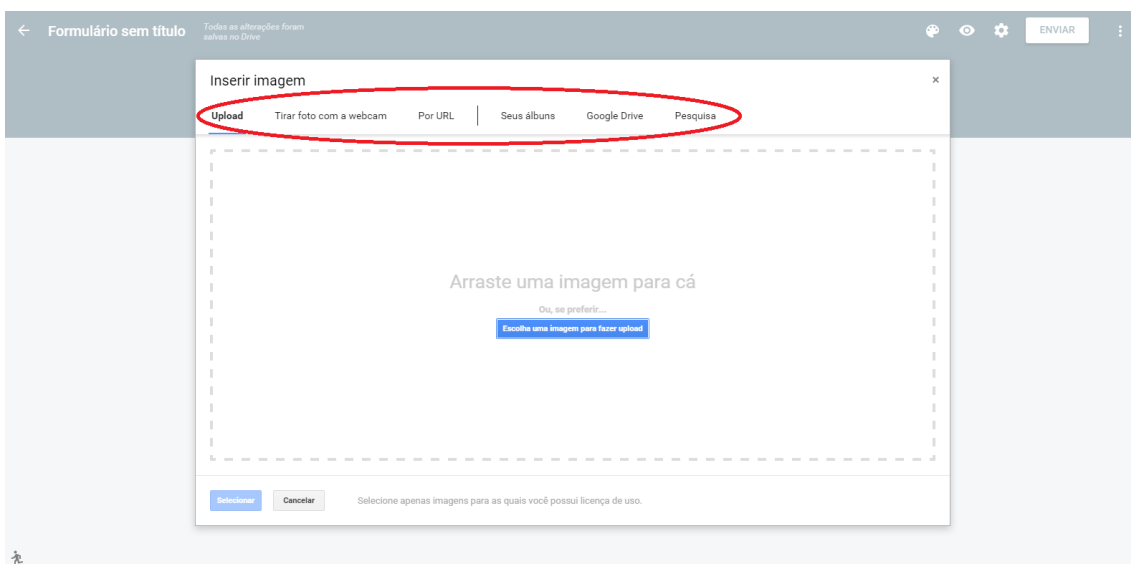 Formulário sem título
Todas as alterações foram
salvas no Drive
ENVIAR
Inserir imagem
Upload Tirar foto com a webcam Por URL Seus álbuns Google Drive Pesquisa
Arraste uma imagem para cá
Ou, se preferir...
Escolha uma imagem para fazer upload
Selecionar Cancelar Selecione apenas imagens para as quais você possui licença de uso.